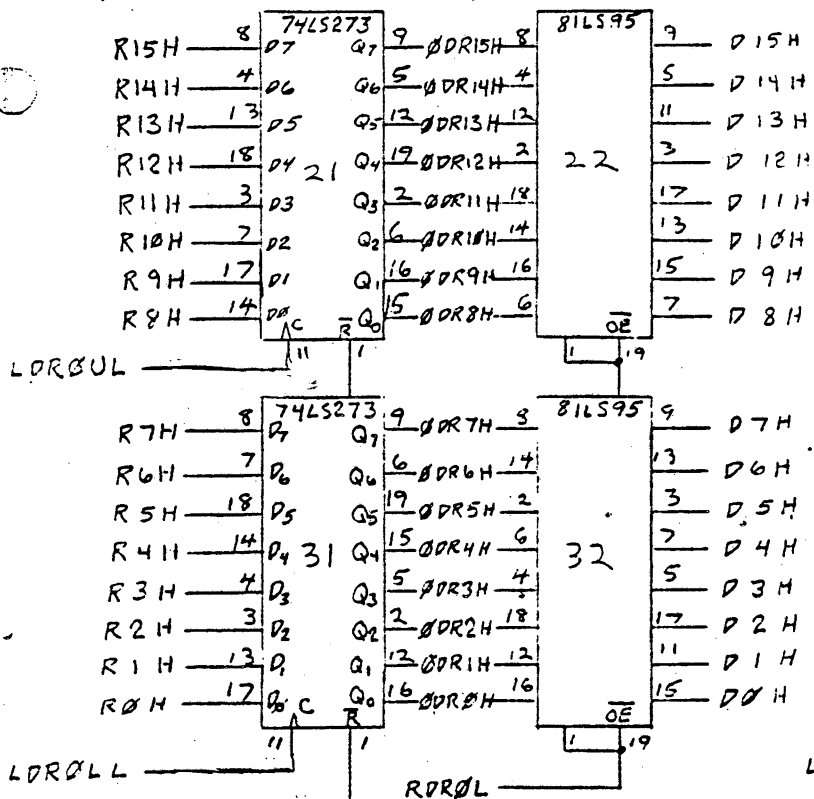 74LS273 81LS95
R15H 8 D7 Q7 9 ØDR15H 8 9 D15H
R14H 4 D6 Q6 5 ØDR14H 4 5 D14H
R13H 13 D5 Q5 12 ØDR13H 12 11 D13H
R12H 18 D4 21 Q4 19 ØDR12H 2 22 3 D12H
R11H 3 D3 Q3 2 ØDR11H 18 17 D11H
R1ØH 7 D2 Q2 6 ØDR1ØH 14 13 D1ØH
R9H 17 D1 Q1 16 ØDR9H 16 15 D9H
R8H 14 DØ Q0 15 ØDR8H 6 7 D8H
C R OE
11 1 1 19
LDRØUL
74LS273 81LS95
R7H 8 D7 Q7 9 ØDR7H 8 9 D7H
R6H 7 D6 Q6 6 ØDR6H 14 13 D6H
R5H 18 D5 Q5 19 ØDR5H 2 3 D5H
R4H 14 D4 31 Q4 15 ØDR4H 6 32 7 D4H
R3H 4 D3 Q3 5 ØDR3H 4 5 D3H
R2H 3 D2 Q2 2 ØDR2H 18 17 D2H
R1H 13 D1 Q1 12 ØDR1H 12 11 D1H
RØH 17 D0 Q0 16 ØDRØH 16 15 DØH
C R OE
11 1 1 19
LDRØLL
RDRØL
L